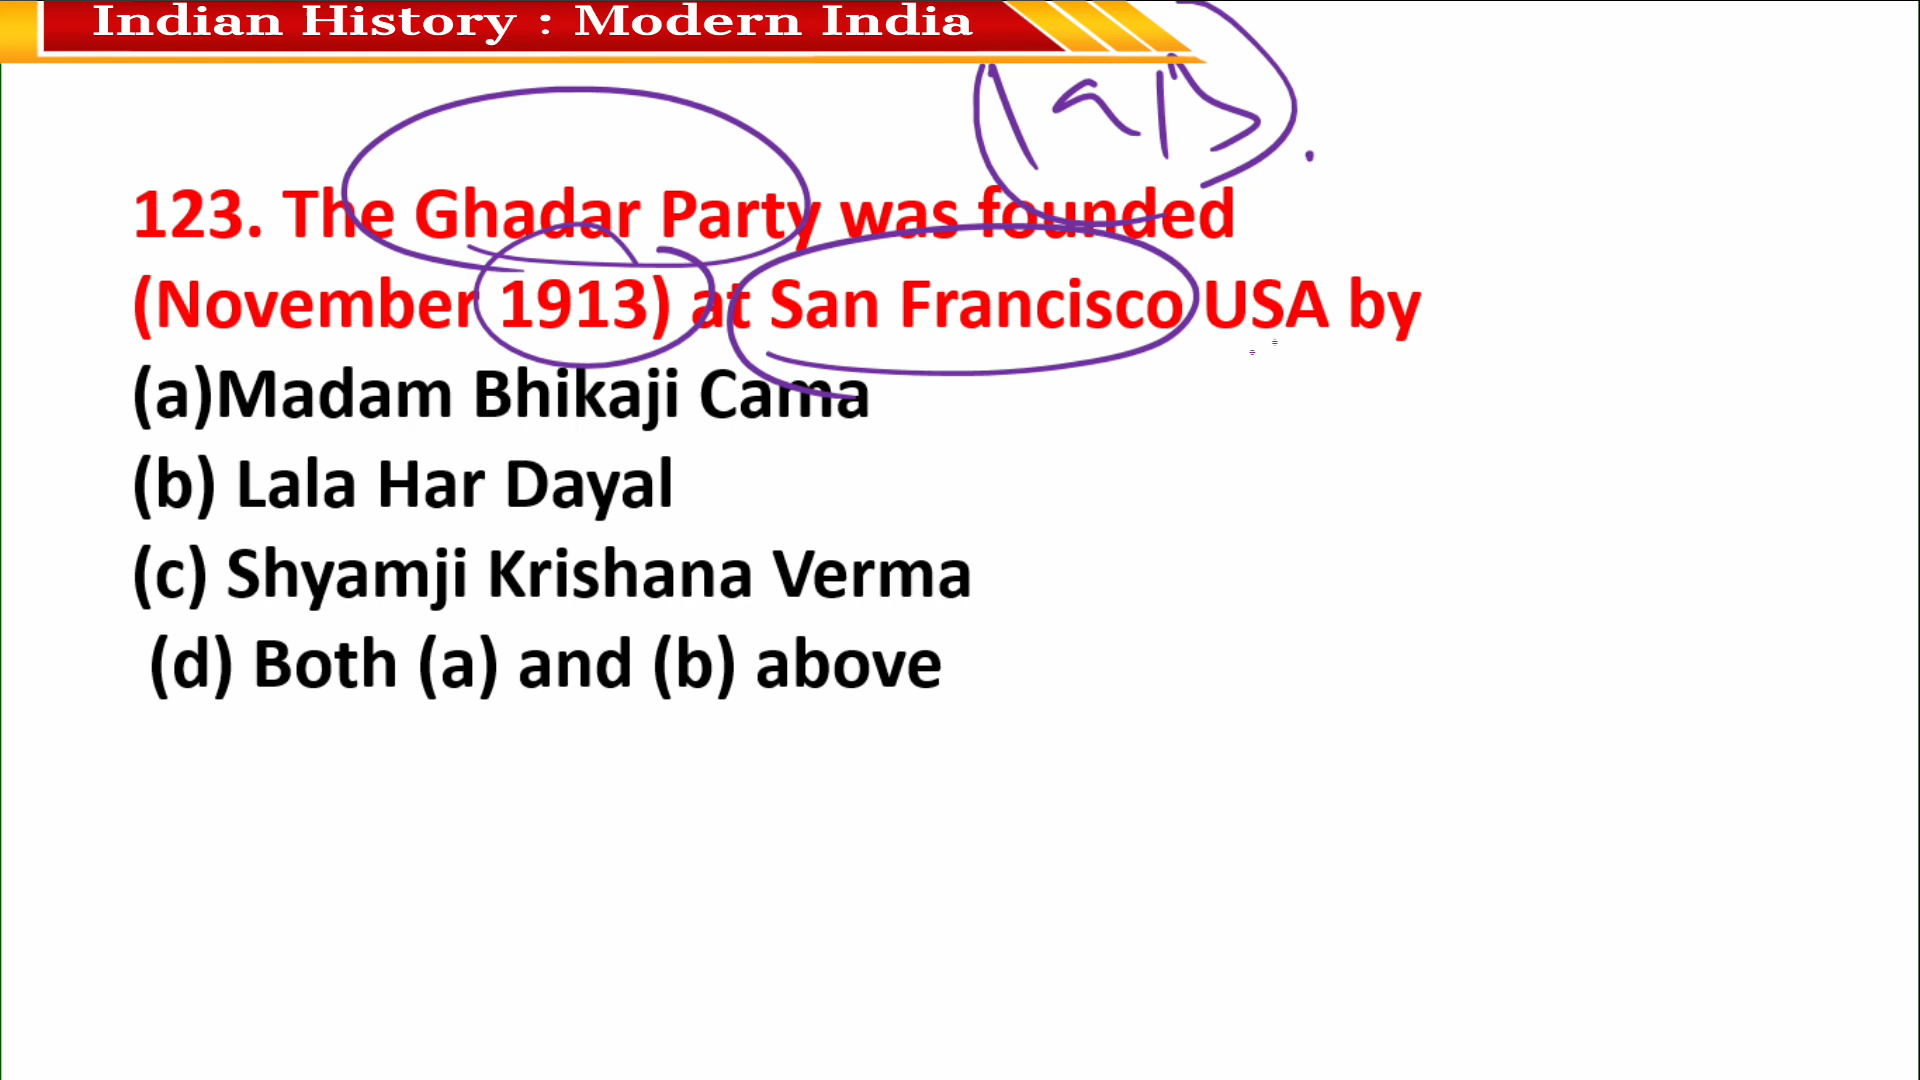 Indian History : Modern India
1913.
123. The Ghadar Party was founded
(November 1913) at San Francisco USA by
(a)Madam Bhikaji Cama
(b) Lala Har Dayal
(c) Shyamji Krishana Verma
(d) Both (a) and (b) above